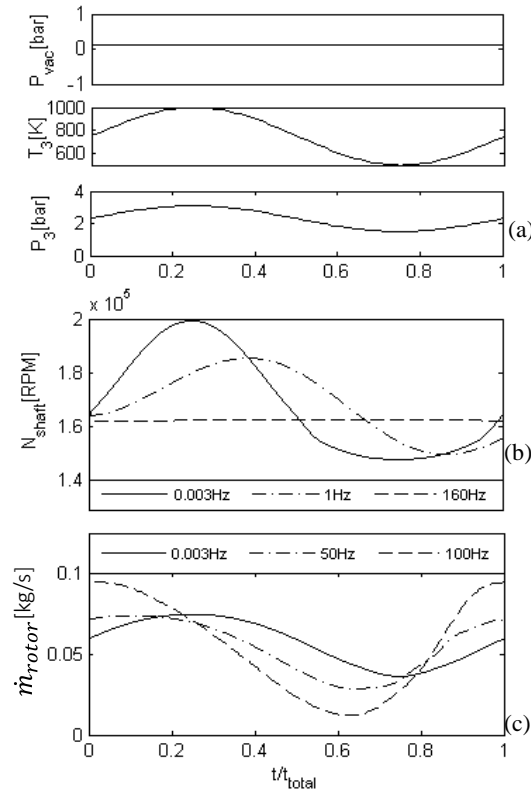 P_vac[bar]
1
0
-1
T_3[K]
1000
800
600
P_3[bar]
4
2
0
0 0.2 0.4 0.6 0.8 1
(a)
x 10^5
N_shaft[RPM]
2
1.8
1.6
1.4
(b)
0.003Hz 1Hz 160Hz
0.003Hz 50Hz 100Hz
ṁ_rotor[kg/s]
0.1
0.05
0
(c)
0 0.2 0.4 0.6 0.8 1
t/t_total